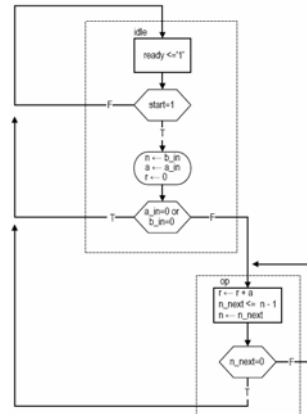 idle
ready <="1"
F
start=1
T
n ← b_in
a ← a_in
r ← 0
T
a_in=0 or
b_in=0
F
op
r ← r + a
n_next <= n - 1
n ← n_next
n_next=0
F
T